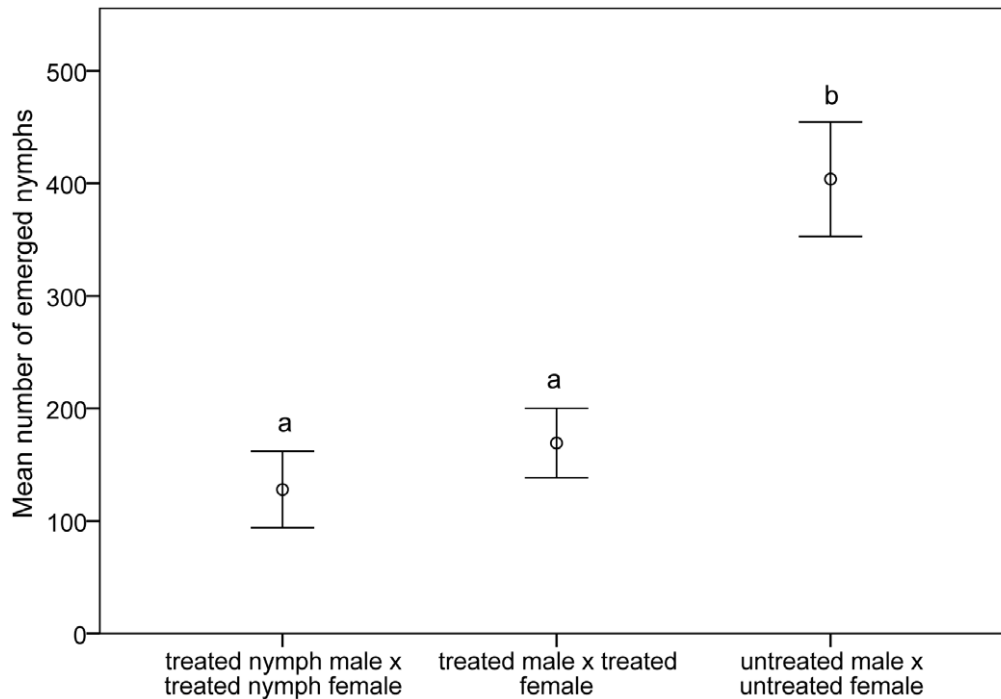 Mean number of emerged nymphs
500
400
300
200
100
0
a
a
b
treated nymph male x
treated nymph female
treated male x treated
female
untreated male x
untreated female